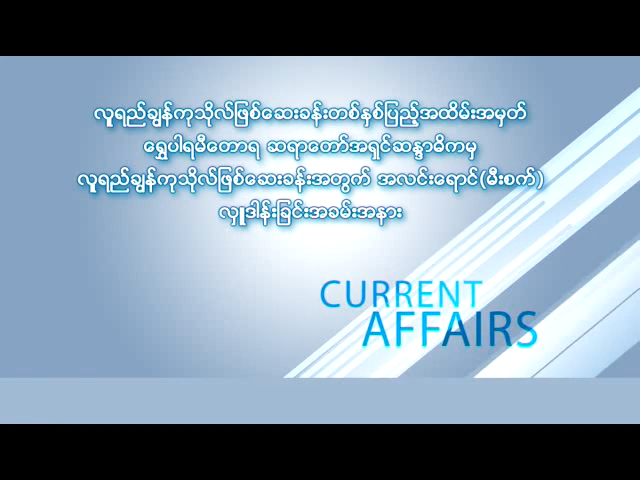 လူရည်ချွန်ကုသိုလ်ဖြစ်ဆေးခန်းတစ်နှစ်ပြည့်အထိမ်းအမှတ်
ရွှေပါရမီတောရ ဆရာတော်အရှင်ဆန္ဒာဓိကမှ
လူရည်ချွန်ကုသိုလ်ဖြစ်ဆေးခန်းအတွက် အလင်းရောင်(မီးစက်)
လှူဒါန်းခြင်းအခမ်းအနား
CURRENT
AFFAIRS